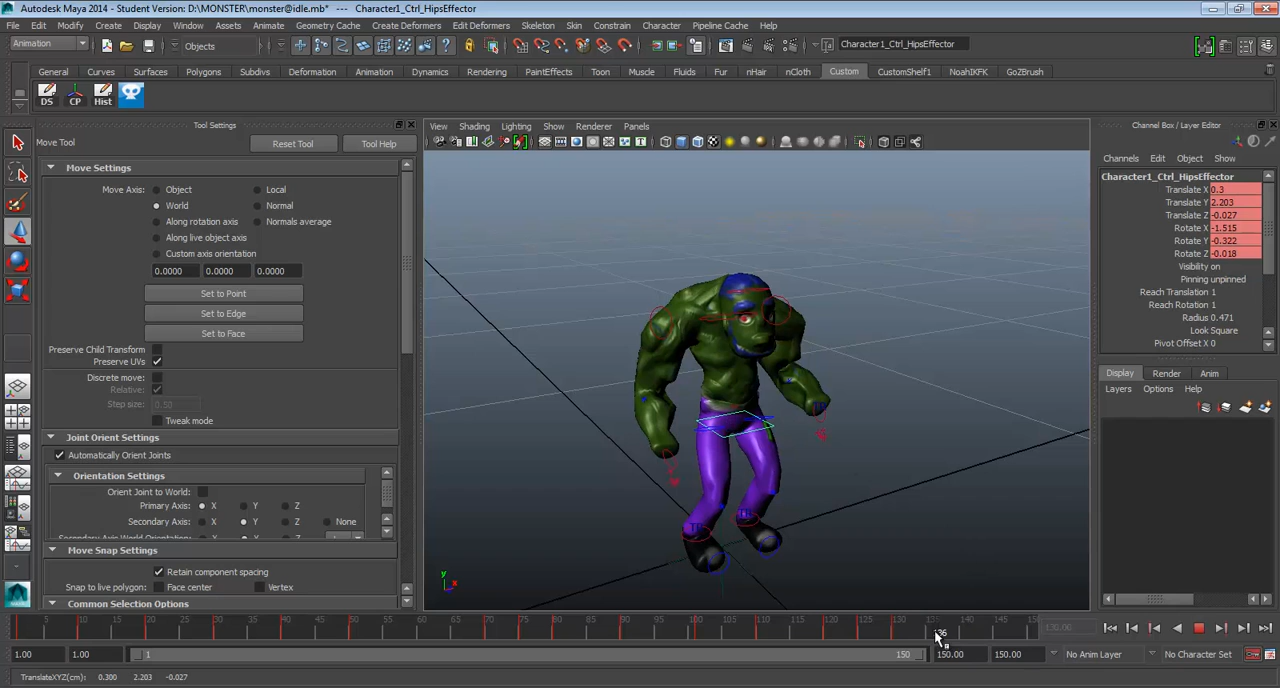 Autodesk Maya 2014 - Student Version: D:\MONSTER\monster@idle.mb* --- Character1_Ctrl_HipsEffector
File Edit Modify Create Display Window Assets Animate Geometry Cache Create Deformers Edit Deformers Skeleton Skin Constrain Character Pipeline Cache Help
Animation Objects Character1_Ctrl_HipsEffector
General Curves Surfaces Polygons Subdivs Deformation Animation Dynamics Rendering PaintEffects Toon Muscle Fluids Fur nHair nCloth Custom CustomShelf1 NoahIKFK GoZBrush
DS CP Hist
Tool Settings
Move Tool Reset Tool Tool Help
Move Settings
Move Axis: Object Local
World Normal
Along rotation axis Normals average
Along live object axis
Custom axis orientation
0.0000 0.0000 0.0000
Set to Point
Set to Edge
Set to Face
Preserve Child Transform
Preserve UVs
Discrete move:
Relative:
Step size: 0.50
Tweak mode
Joint Orient Settings
Automatically Orient Joints
Orientation Settings
Orient Joint to World:
Primary Axis: X Y Z
Secondary Axis: X Y Z None
Secondary Axis World Orientation:
Move Snap Settings
Retain component spacing
Snap to live polygon: Face center Vertex
Common Selection Options
View Shading Lighting Show Renderer Panels
y
x
Channel Box / Layer Editor
Channels Edit Object Show
Character1_Ctrl_HipsEffector
Translate X 0.3
Translate Y 2.203
Translate Z -0.027
Rotate X -1.515
Rotate Y -0.322
Rotate Z -0.018
Visibility on
Pinning unpinned
Reach Translation 1
Reach Rotation 1
Radius 0.471
Look Square
Pivot Offset X 0
Display Render Anim
Layers Options Help
5 10 15 20 25 30 35 40 45 50 55 60 65 70 75 80 85 90 95 100 105 110 115 120 125 130 135 140 145 150
136
130.00
1.00 1.00 1 150 150.00 150.00 No Anim Layer No Character Set
TranslateXYZ(cm): 0.300 2.203 -0.027